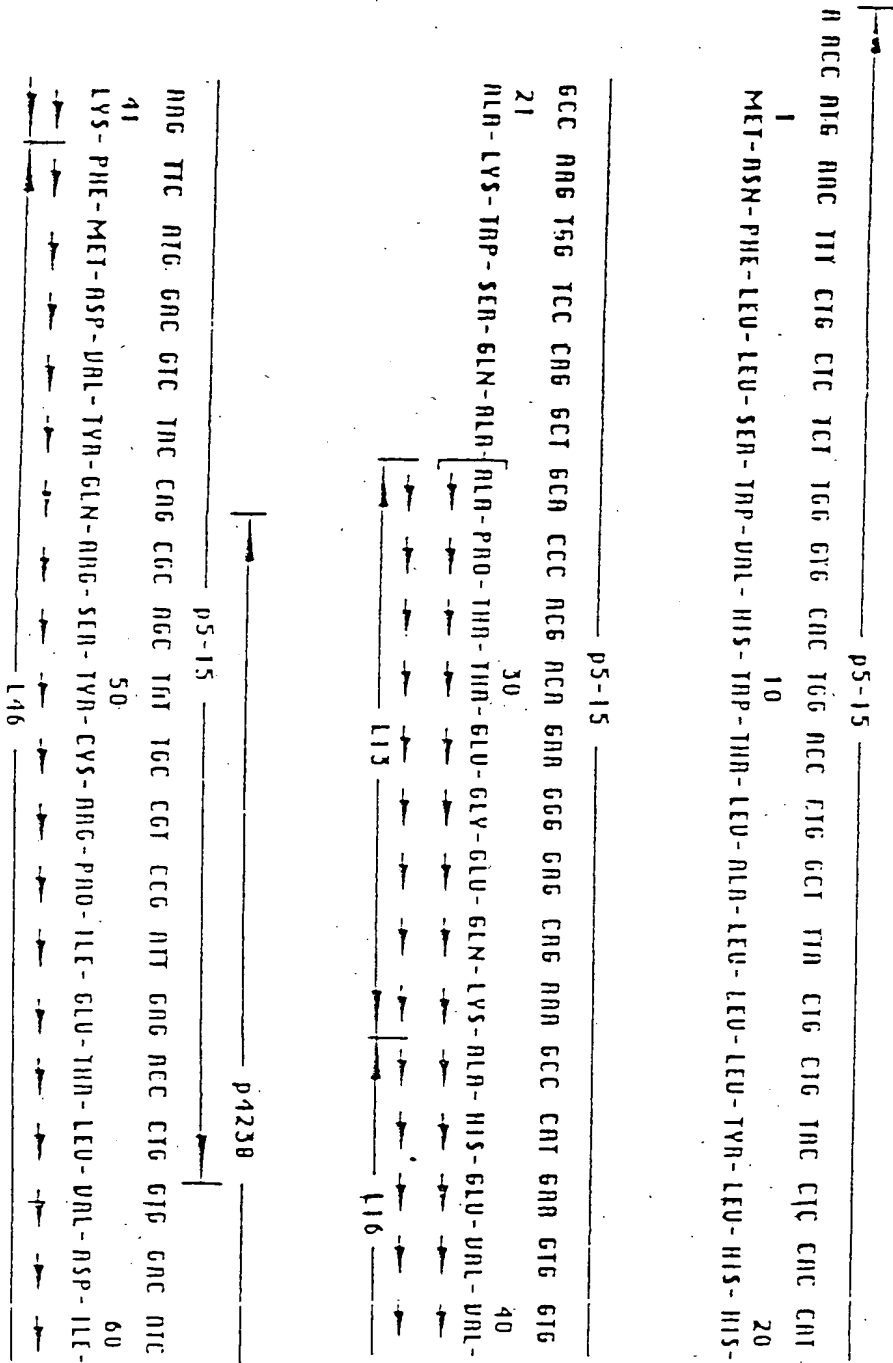 p5-15
A ACC ATG AAC TTT CTG CTC TCT TGG GTG CAC TGG ACC CTG GCT TTA CTG CTG TAC CTC CAC CAT
1 10 20
MET-ASN-PHE-LEU-LEU-SER-TRP-VAL-HIS-TRP-THR-LEU-ALA-LEU-LEU-LEU-TYR-LEU-HIS-HIS-
p5-15
GCC AAG TGG TCC CAG GCT GCA CCC ACG ACA GAA GGG GAG CAG AAA GCC CAT GAA GTG GTG
21 30 40
ALA-LYS-TRP-SER-GLN-ALA-ALA-PRO-THR-THR-GLU-GLY-GLU-GLN-LYS-ALA-HIS-GLU-VAL-VAL-
L13 L16
p4238
p5-15
AAG TTC ATG GAC GTC TAC CAG CGC AGC TAT TGC CGT CCG ATT GAG ACC CTG GTG GAC ATC
41 50 60
LYS-PHE-MET-ASP-VAL-TYR-GLN-ARG-SER-TYR-CYS-ARG-PRO-ILE-GLU-THR-LEU-VAL-ASP-ILE-
L46